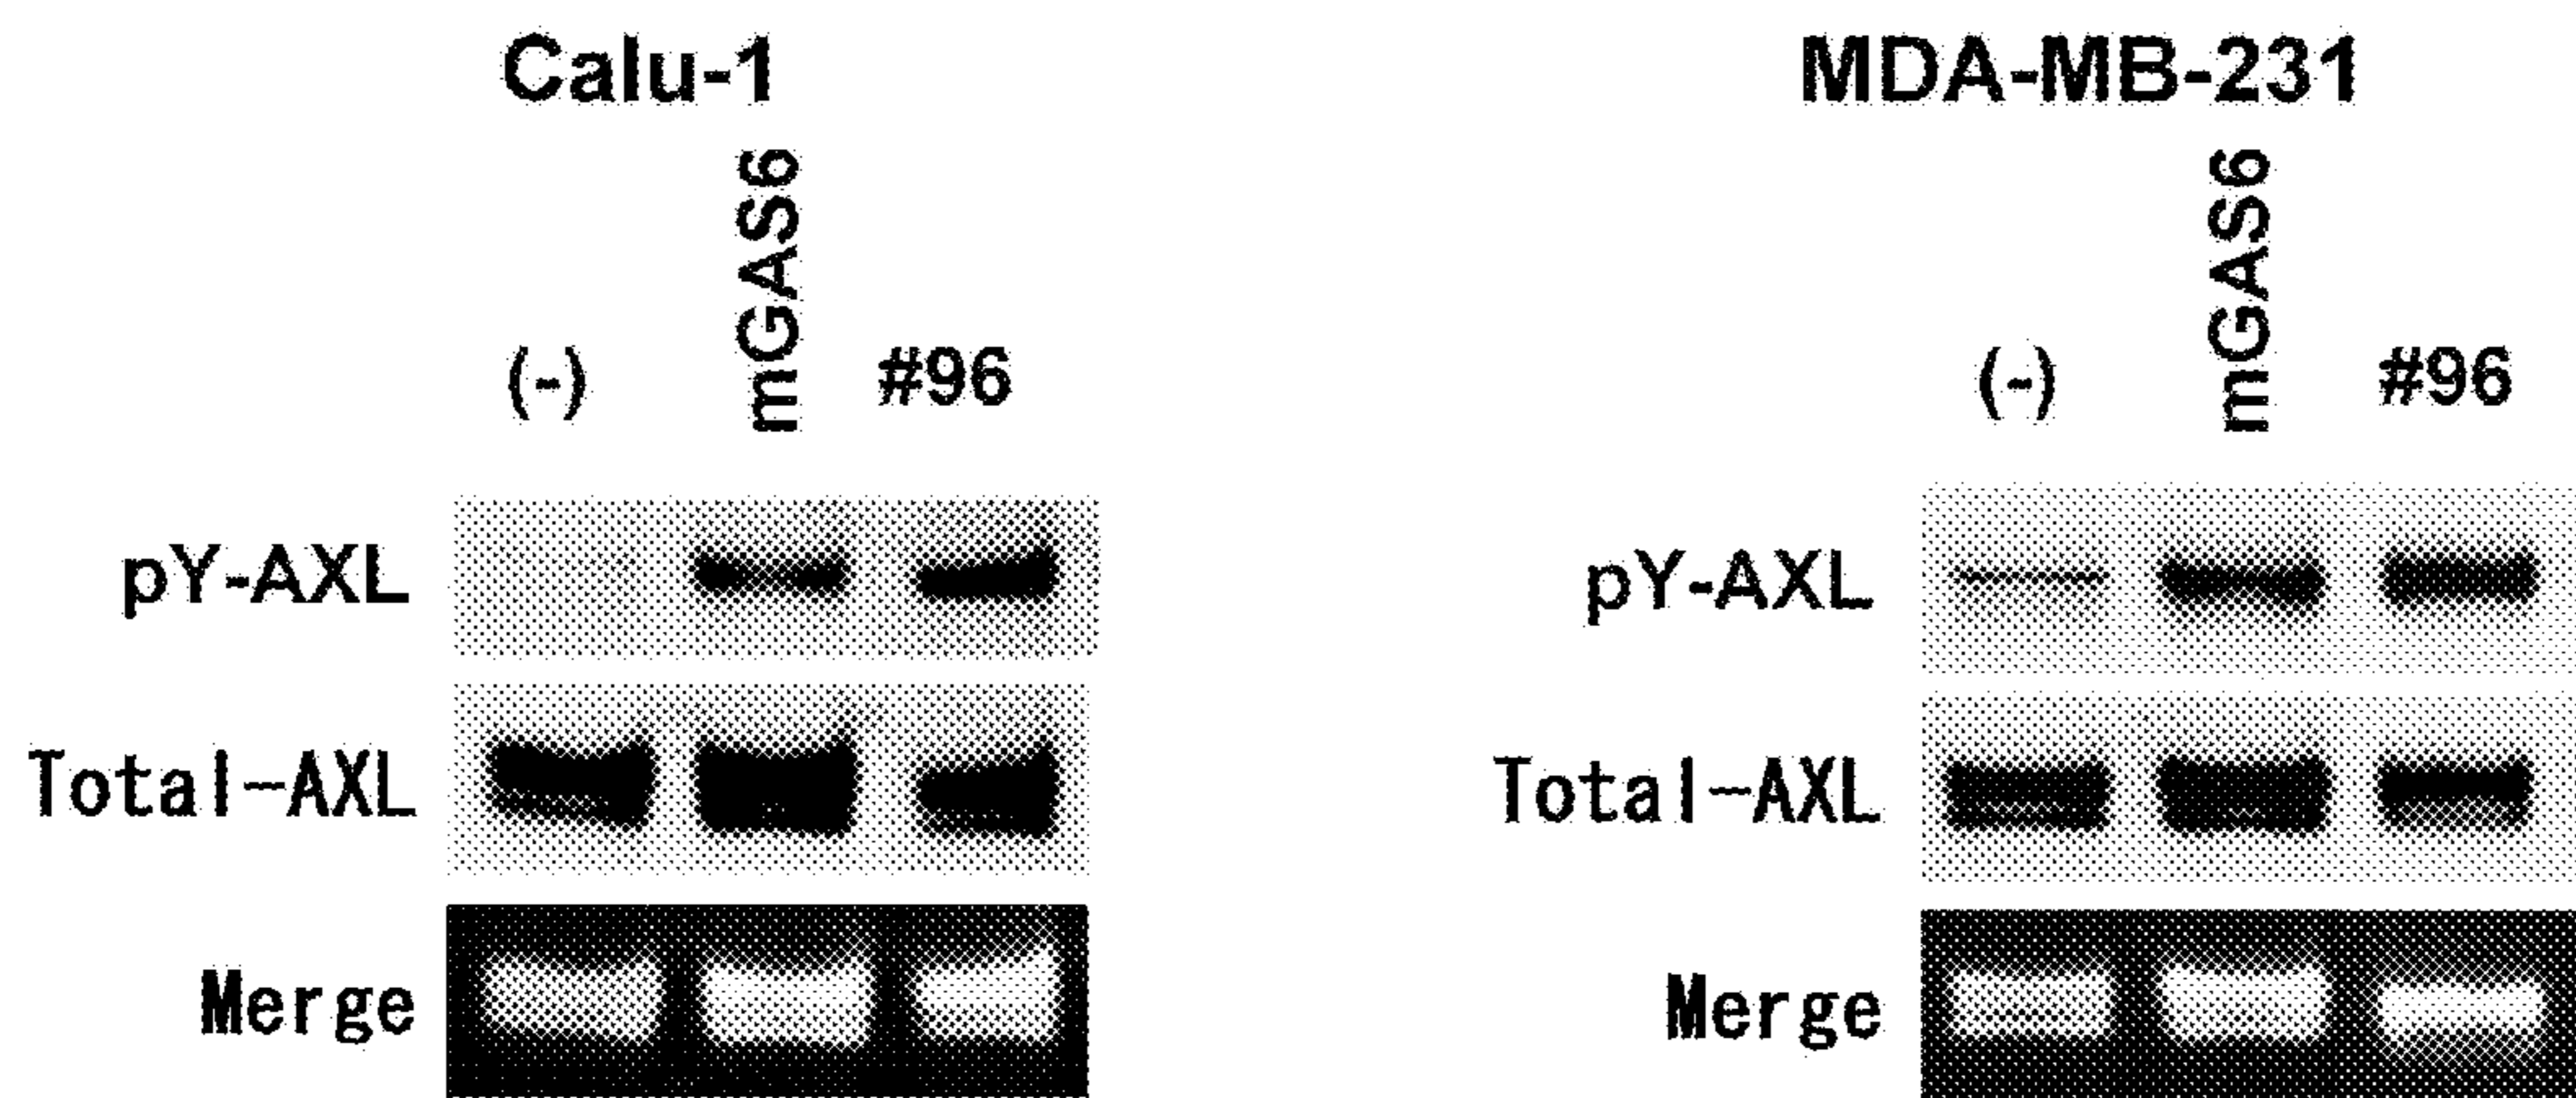 Calu-1
mGAS6
(-) #96
pY-AXL
Total-AXL
Merge
MDA-MB-231
mGAS6
(-) #96
pY-AXL
Total-AXL
Merge